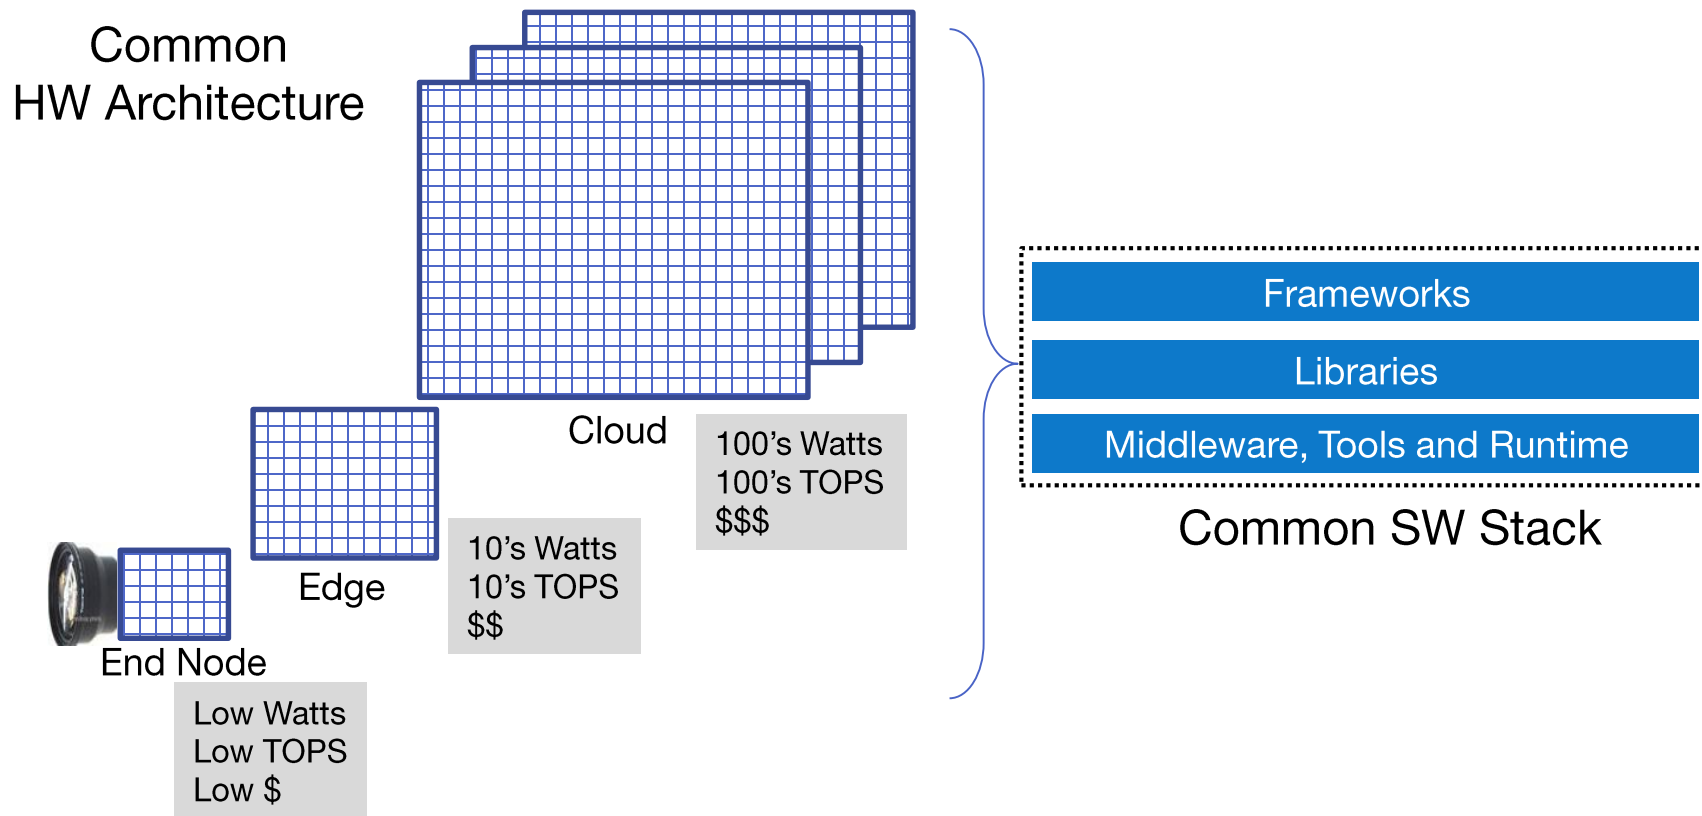 Common
HW Architecture
Cloud
100's Watts
100's TOPS
$$$
Edge
10's Watts
10's TOPS
$$
End Node
Low Watts
Low TOPS
Low $
Frameworks
Libraries
Middleware, Tools and Runtime
Common SW Stack